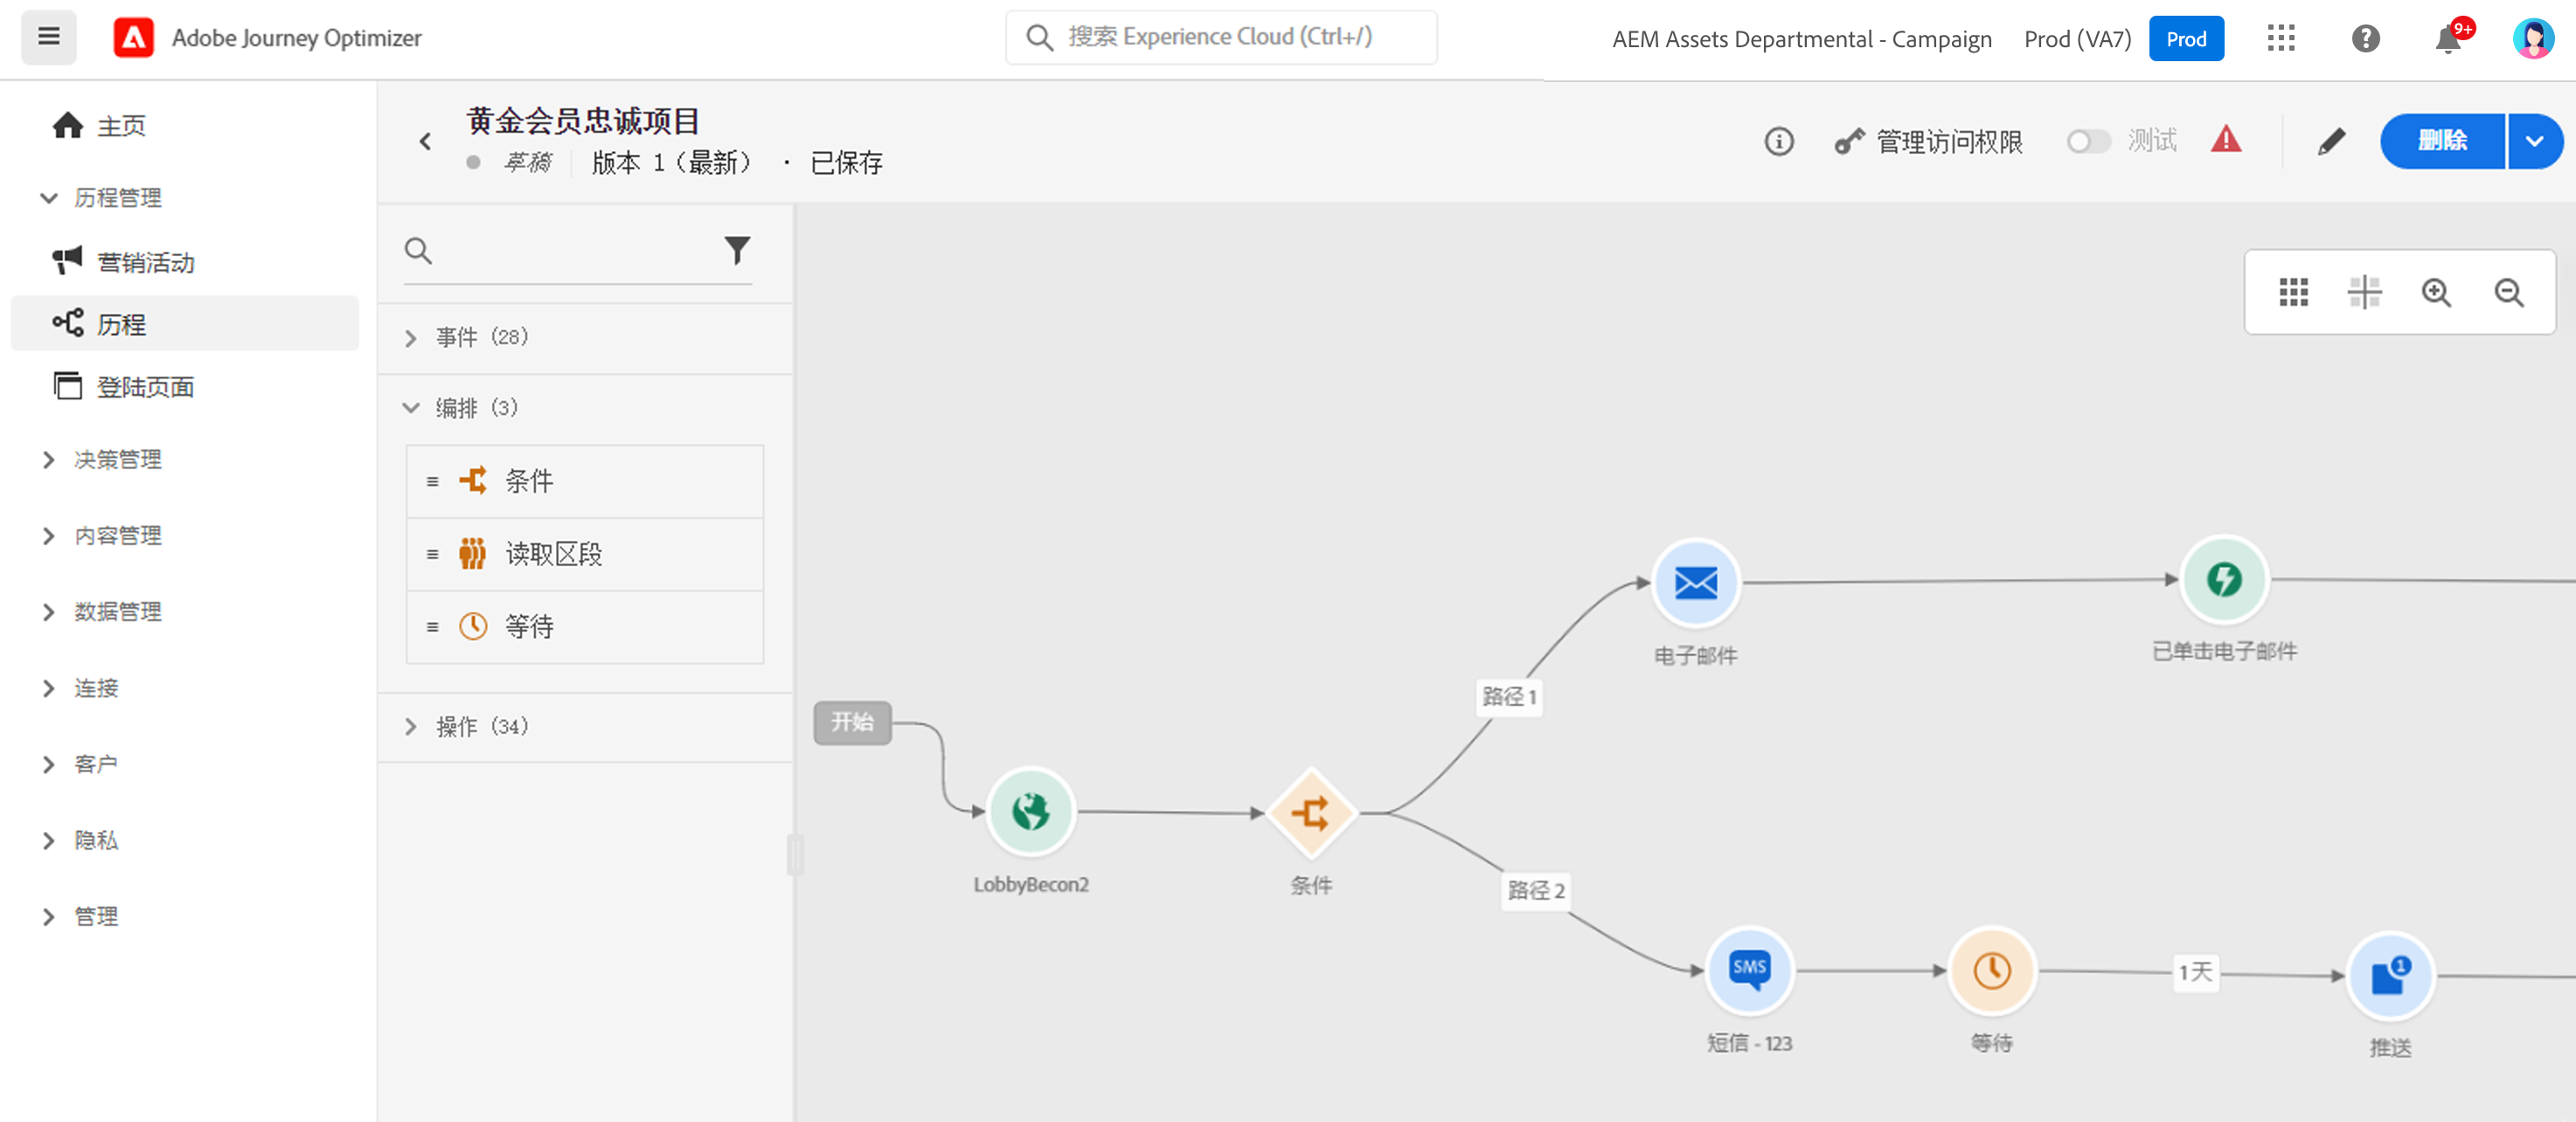 Adobe Journey Optimizer
搜索 Experience Cloud (Ctrl+/)
AEM Assets Departmental - Campaign
Prod (VA7)
Prod
9+
主页
历程管理
营销活动
历程
登陆页面
决策管理
内容管理
数据管理
连接
客户
隐私
管理
黄金会员忠诚项目
草稿
版本 1（最新） · 已保存
管理访问权限
测试
删除
事件 (28)
编排 (3)
条件
读取区段
等待
操作 (34)
开始
LobbyBecon2
条件
路径 1
电子邮件
已单击电子邮件
路径 2
SMS
短信 - 123
等待
1 天
1
推送